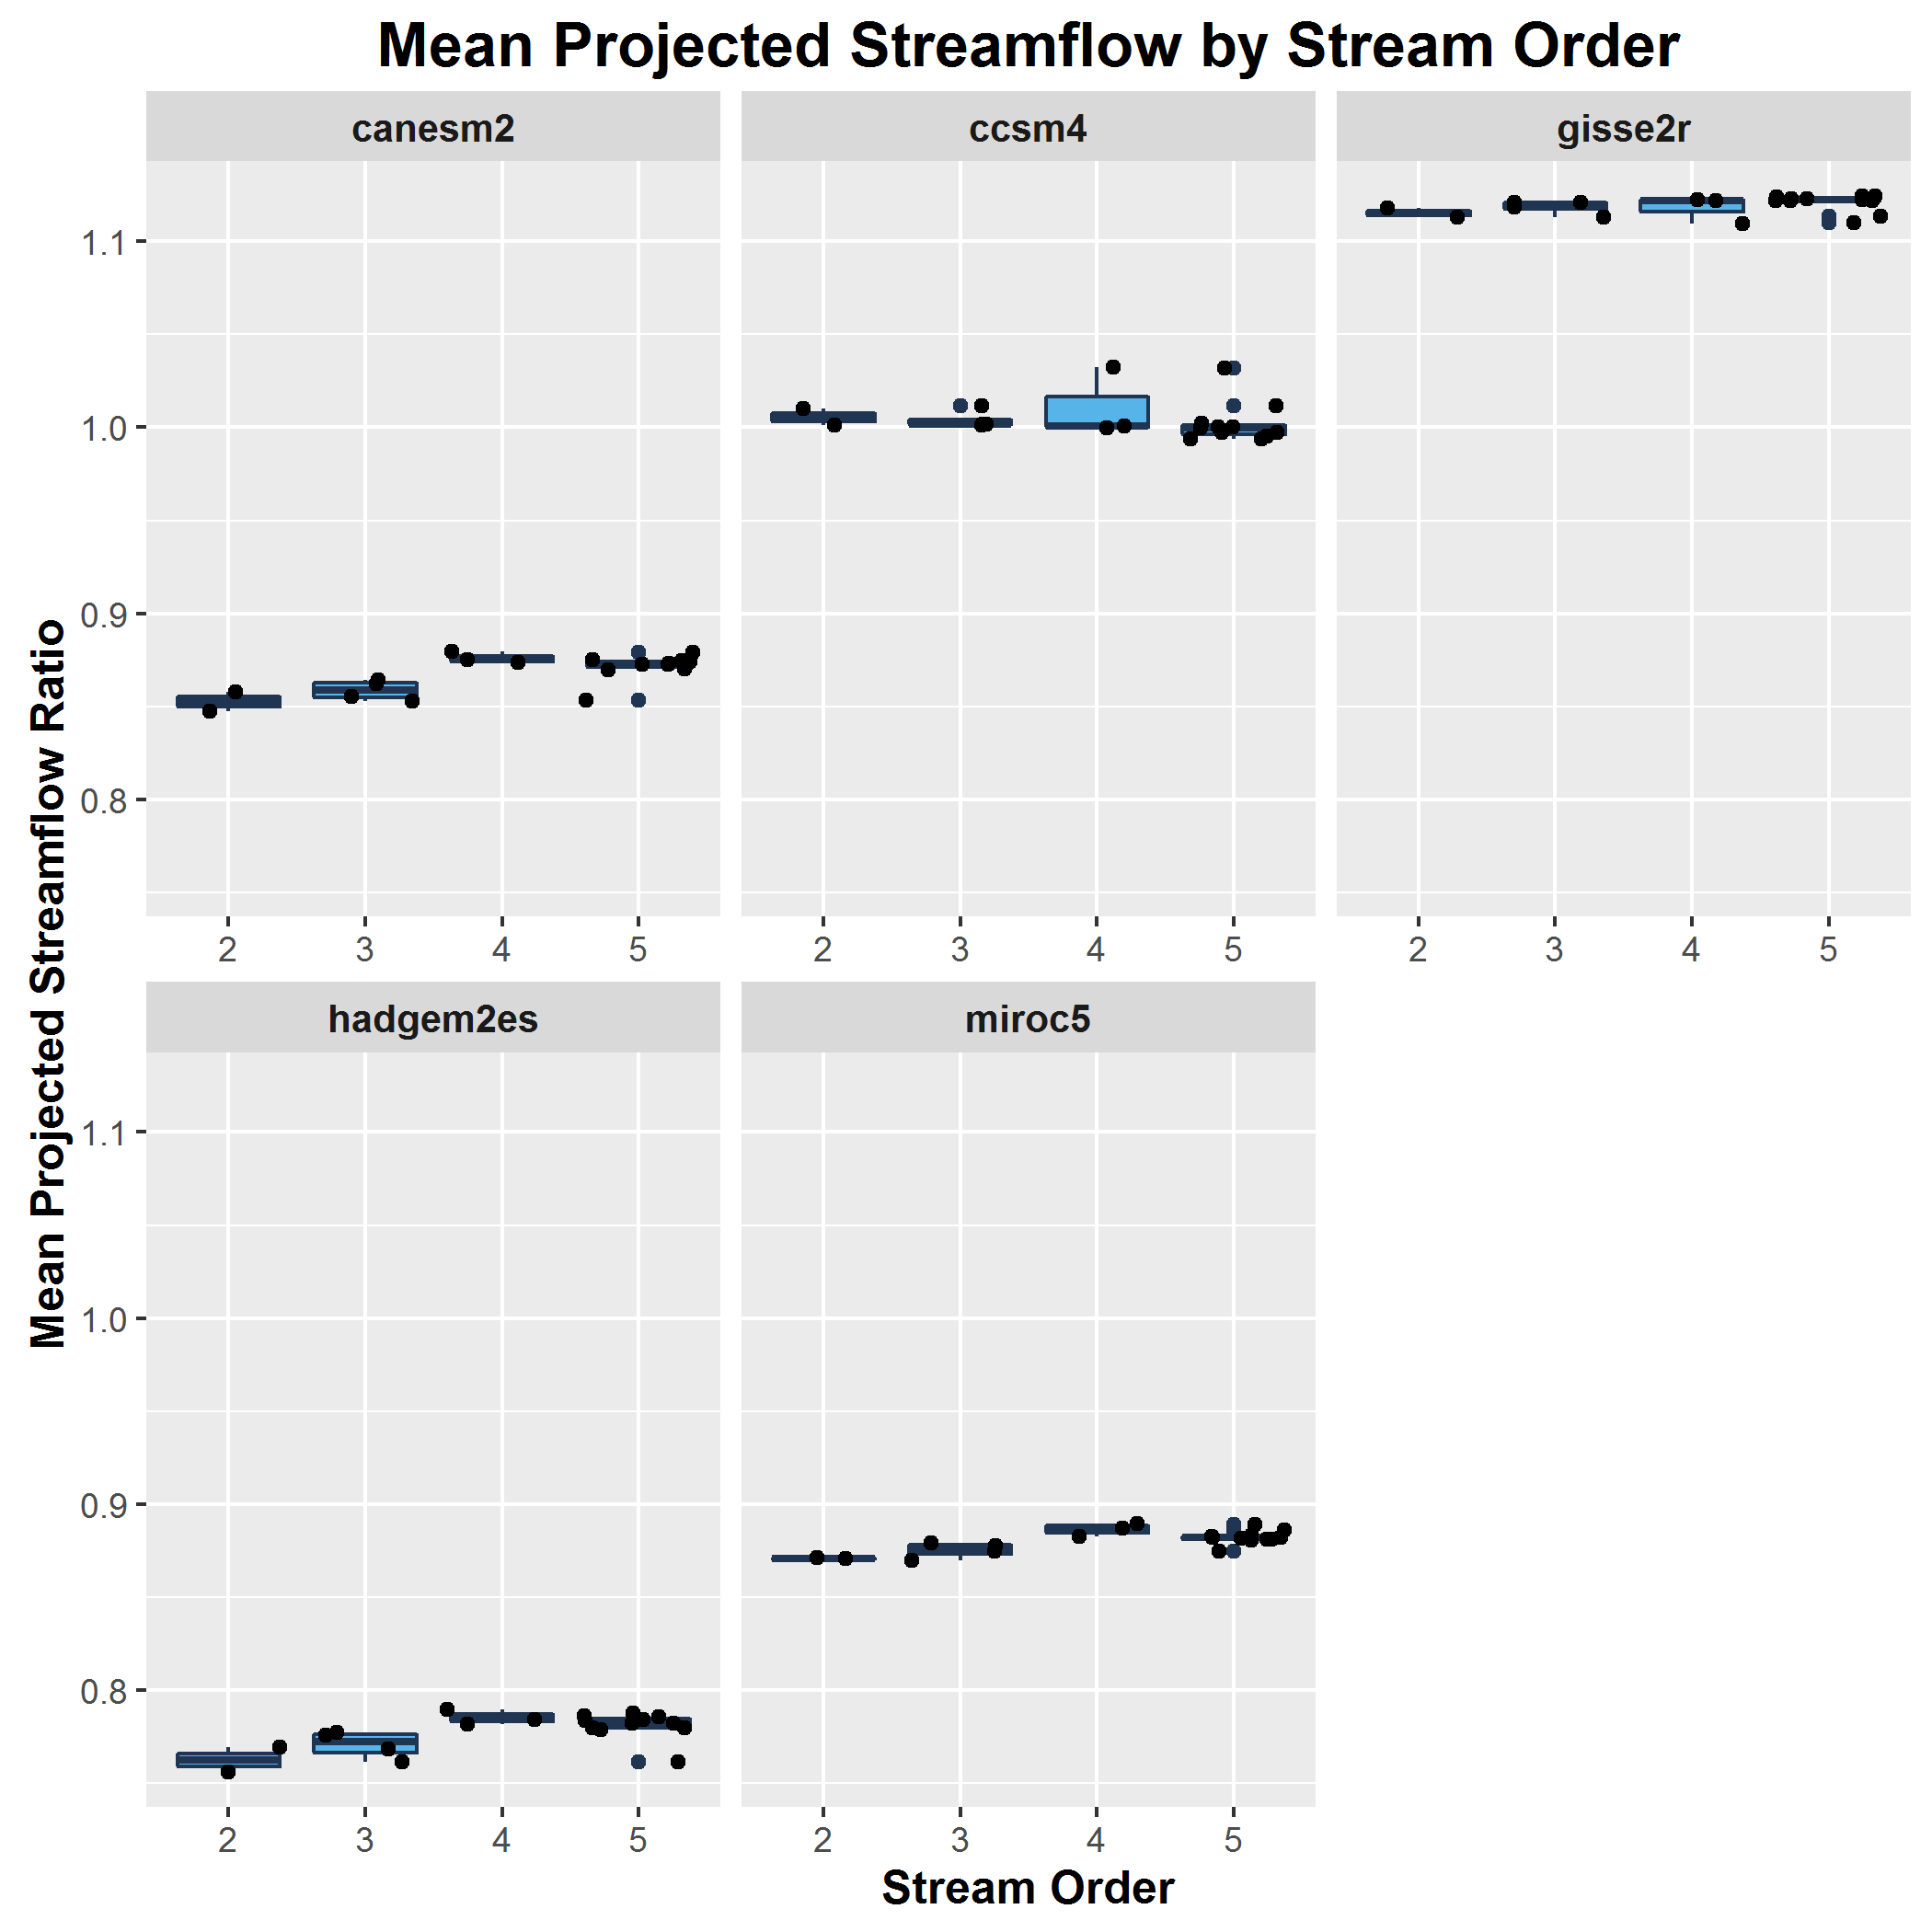 Mean Projected Streamflow by Stream Order
canesm2 ccsm4 gisse2r
1.1
1.0
0.9
0.8
2 3 4 5 2 3 4 5 2 3 4 5
Mean Projected Streamflow Ratio
hadgem2es miroc5
1.1
1.0
0.9
0.8
2 3 4 5 2 3 4 5
Stream Order